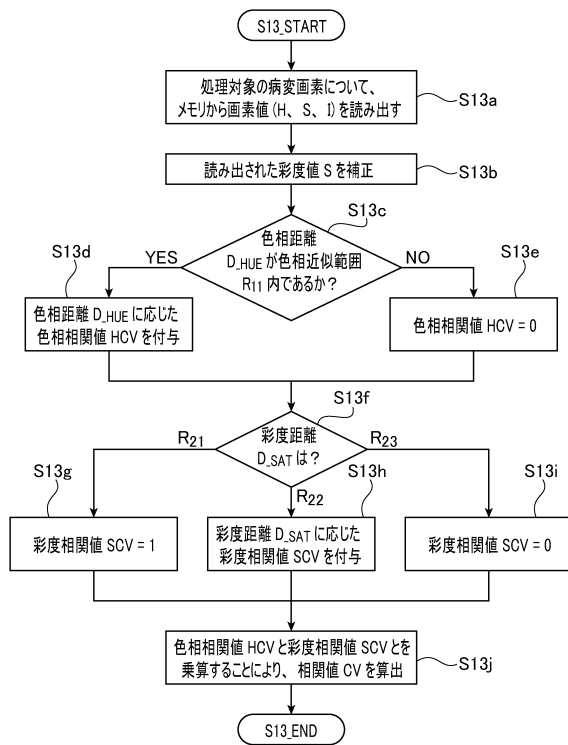 S13_START
処理対象の病変画素について、
メモリから画素値(H、S、I)を読み出す
S13a
読み出された彩度値 S を補正
S13b
S13c
色相距離
D_HUE が色相近似範囲
R11 内であるか?
YES
NO
S13d
色相距離 D_HUE に応じた
色相相関値 HCV を付与
S13e
色相相関値 HCV = 0
S13f
彩度距離
D_SAT は?
R21
R22
R23
S13g
彩度相関値 SCV = 1
S13h
彩度距離 D_SAT に応じた
彩度相関値 SCV を付与
S13i
彩度相関値 SCV = 0
色相相関値 HCV と彩度相関値 SCV とを
乗算することにより、相関値 CV を算出
S13j
S13_END